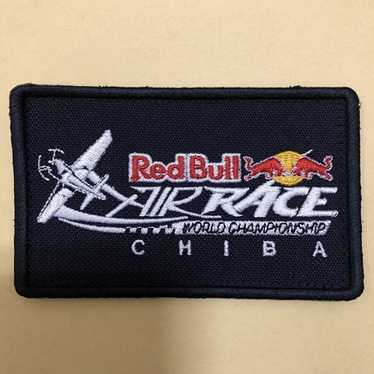 Red Bull
AIR RACE
WORLD CHAMPIONSHIP
CHIBA